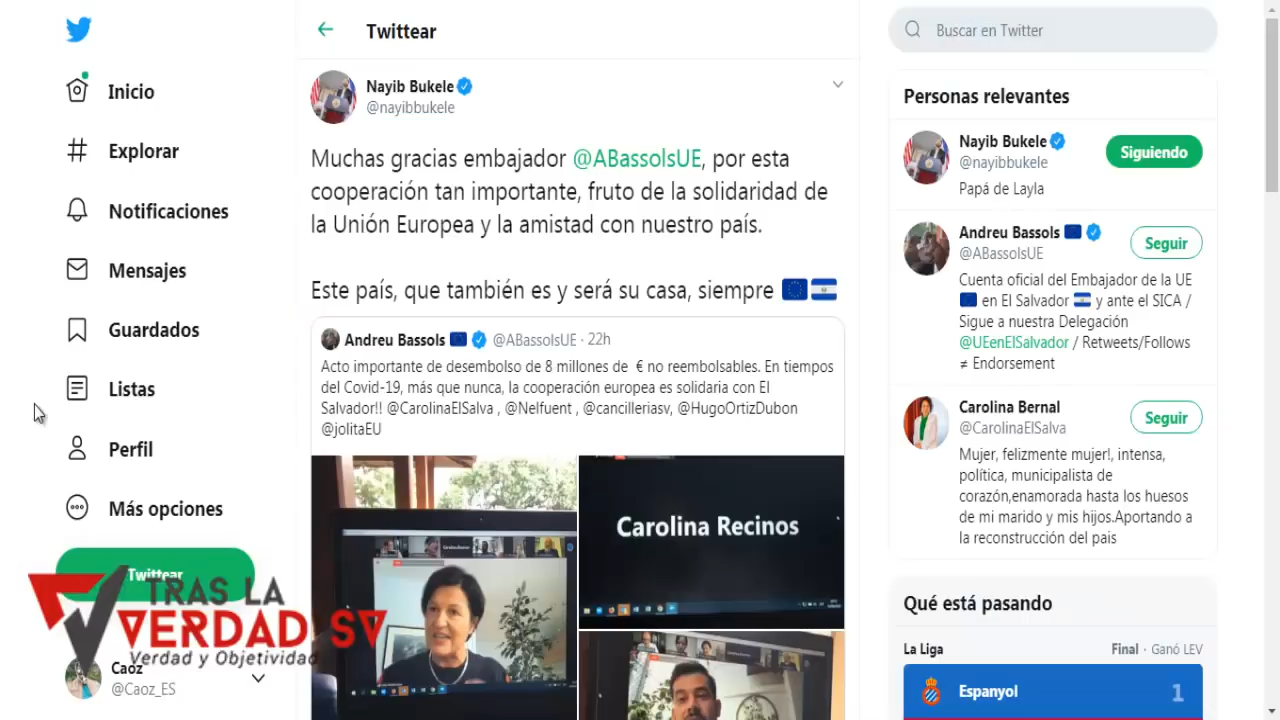 Inicio
Explorar
Notificaciones
Mensajes
Guardados
Listas
Perfil
Más opciones
Twittear
TRAS LA
VERDAD SV
Verdad y Objetividad
Caoz
@Caoz_ES
Twittear
Nayib Bukele
@nayibbukele
Muchas gracias embajador @ABassolsUE, por esta
cooperación tan importante, fruto de la solidaridad de
la Unión Europea y la amistad con nuestro país.
Este país, que también es y será su casa, siempre
Andreu Bassols @ABassolsUE · 22h
Acto importante de desembolso de 8 millones de € no reembolsables. En tiempos
del Covid-19, más que nunca, la cooperación europea es solidaria con El
Salvador!! @CarolinaElSalva , @Nelfuent , @cancilleriasv, @HugoOrtizDubon
@jolitaEU
Carolina Recinos
Buscar en Twitter
Personas relevantes
Nayib Bukele
@nayibbukele
Siguiendo
Papá de Layla
Andreu Bassols
@ABassolsUE
Seguir
Cuenta oficial del Embajador de la UE
en El Salvador y ante el SICA /
Sigue a nuestra Delegación
@UEenElSalvador / Retweets/Follows
≠ Endorsement
Carolina Bernal
@CarolinaElSalva
Seguir
Mujer, felizmente mujer!, intensa,
política, municipalista de
corazón,enamorada hasta los huesos
de mi marido y mis hijos.Aportando a
la reconstrucción del pais
Qué está pasando
La Liga
Final · Ganó LEV
Espanyol 1